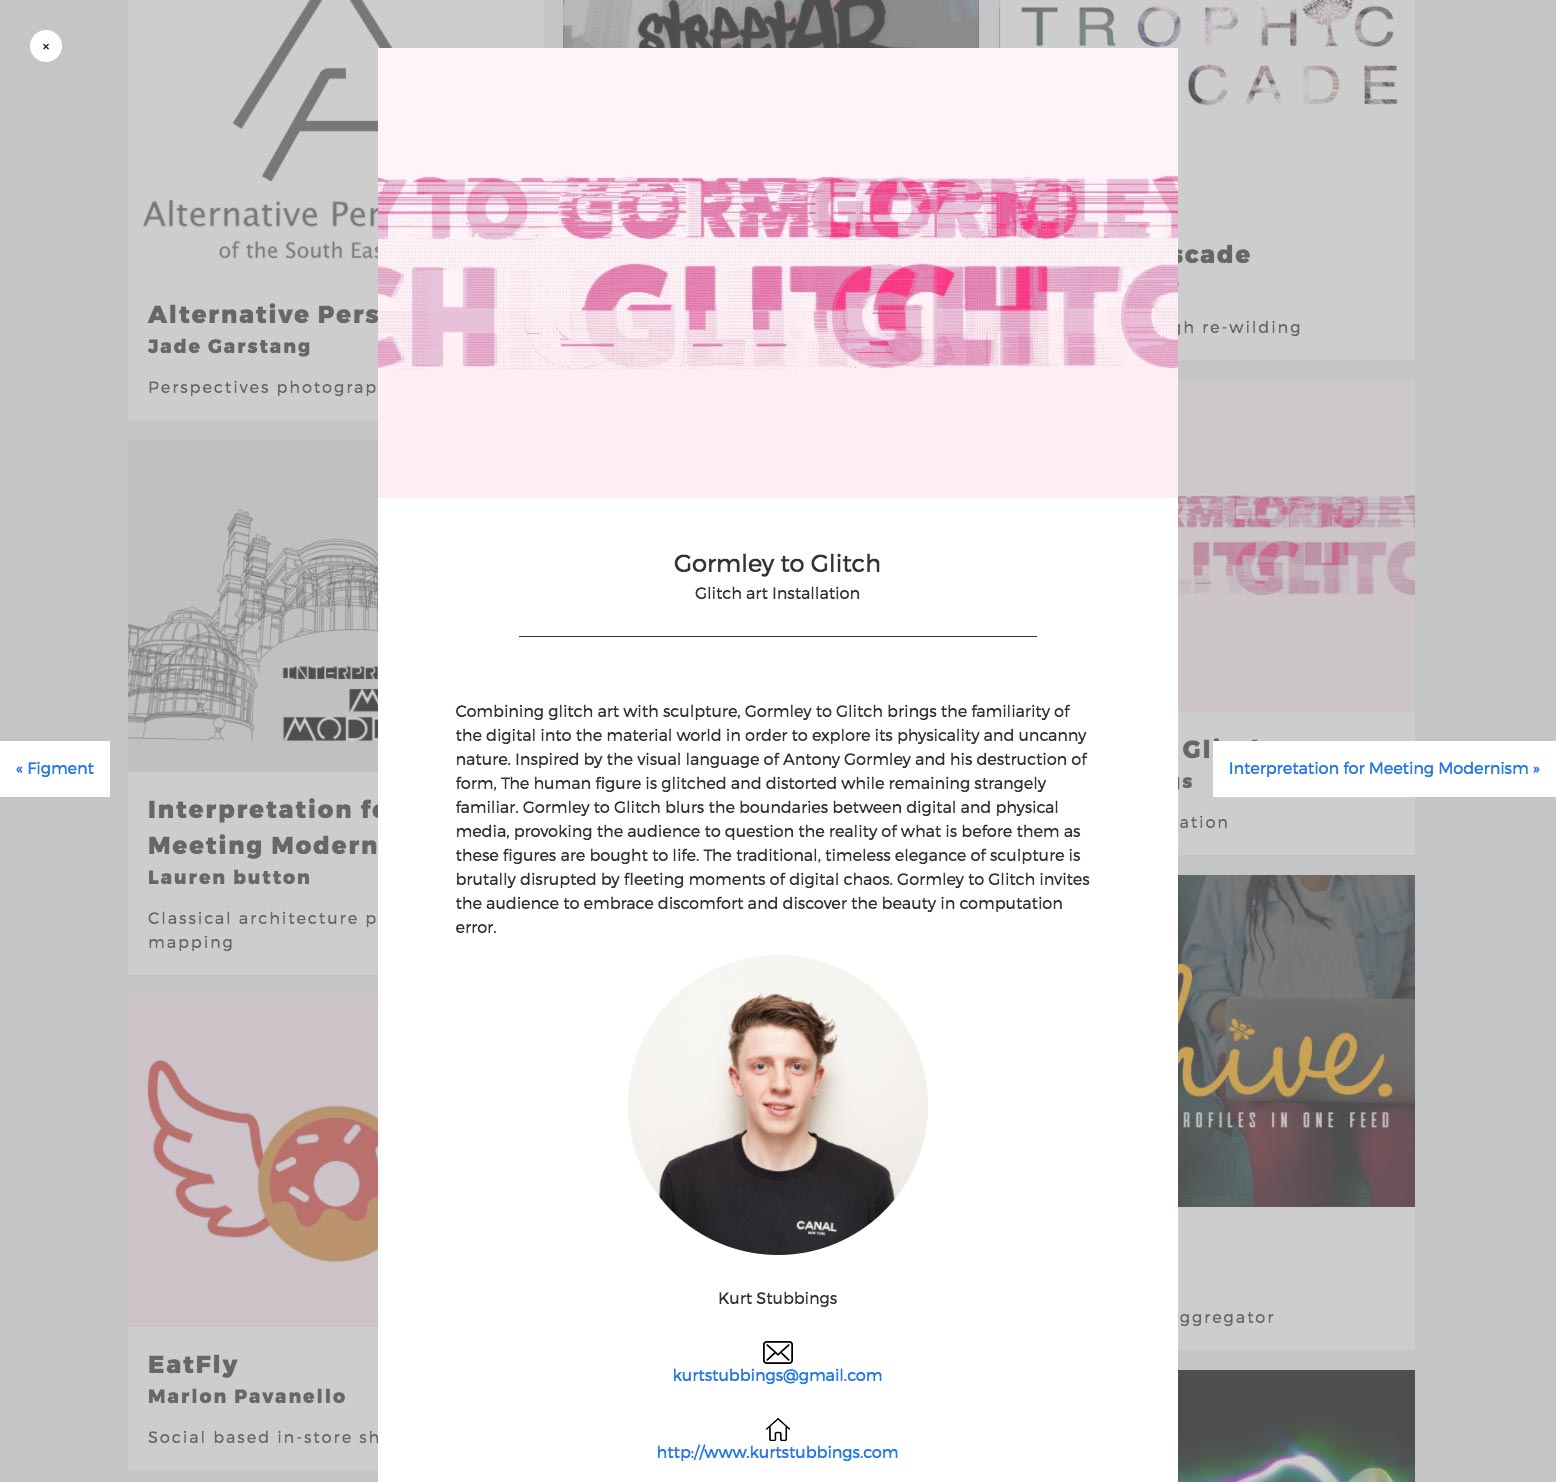 ×
streetAR
TROPHIC
CADE
Alternative Per
of the South Eas
Alternative Pers
Jade Garstang
Perspectives photograp
scade
gh re-wilding
Y TO GORMLEY
CH GLITCH
Gormley to Glitch
Glitch art Installation
Combining glitch art with sculpture, Gormley to Glitch brings the familiarity of
the digital into the material world in order to explore its physicality and uncanny
nature. Inspired by the visual language of Antony Gormley and his destruction of
form, The human figure is glitched and distorted while remaining strangely
familiar. Gormley to Glitch blurs the boundaries between digital and physical
media, provoking the audience to question the reality of what is before them as
these figures are bought to life. The traditional, timeless elegance of sculpture is
brutally disrupted by fleeting moments of digital chaos. Gormley to Glitch invites
the audience to embrace discomfort and discover the beauty in computation
error.
CANAL
NEW YORK
Kurt Stubbings
kurtstubbings@gmail.com
http://www.kurtstubbings.com
« Figment
Interpretation for Meeting Modernism »
INTERPRE
M
MODE
Interpretation fo
Meeting Modern
Lauren button
Classical architecture p
mapping
EatFly
Marlon Pavanello
Social based in-store sh
gs
ation
hive.
ROFILES IN ONE FEED
ggregator